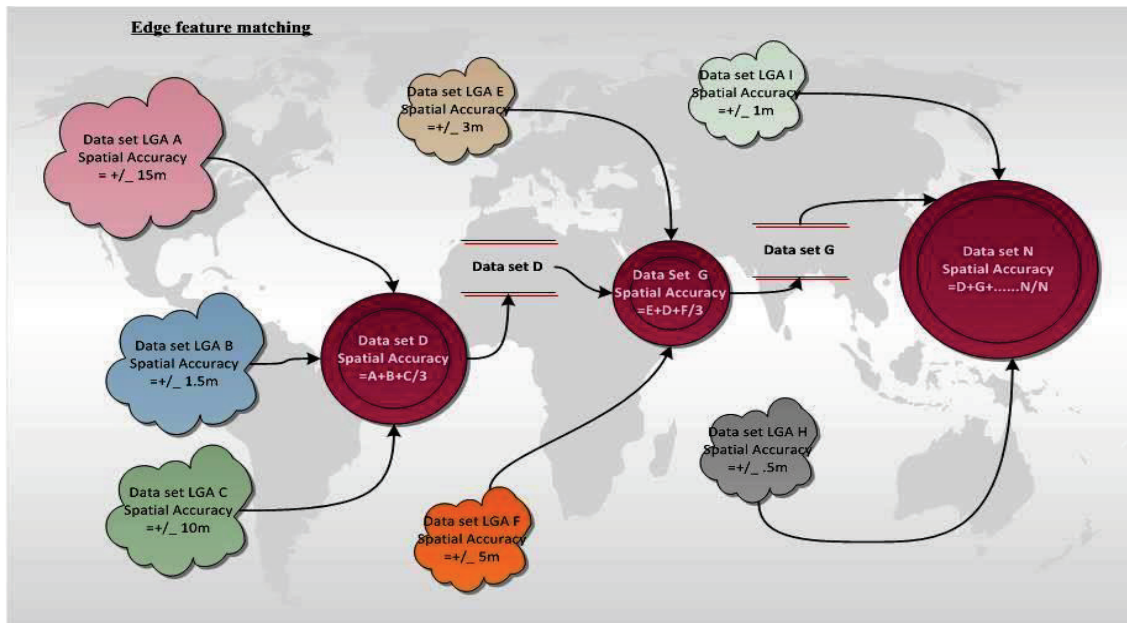 Edge feature matching
Data set LGA A
Spatial Accuracy
= +/_ 15m
Data set LGA B
Spatial Accuracy
=+/_ 1.5m
Data set LGA C
Spatial Accuracy
=+/_ 10m
Data set D
Spatial Accuracy
=A+B+C/3
Data set D
Data set LGA E
Spatial Accuracy
=+/_ 3m
Data set LGA F
Spatial Accuracy
=+/_ 5m
Data Set G
Spatial Accuracy
=E+D+F/3
Data set G
Data set LGA I
Spatial Accuracy
=+/_ 1m
Data set LGA H
Spatial Accuracy
=+/_ .5m
Data set N
Spatial Accuracy
=D+G+......N/N